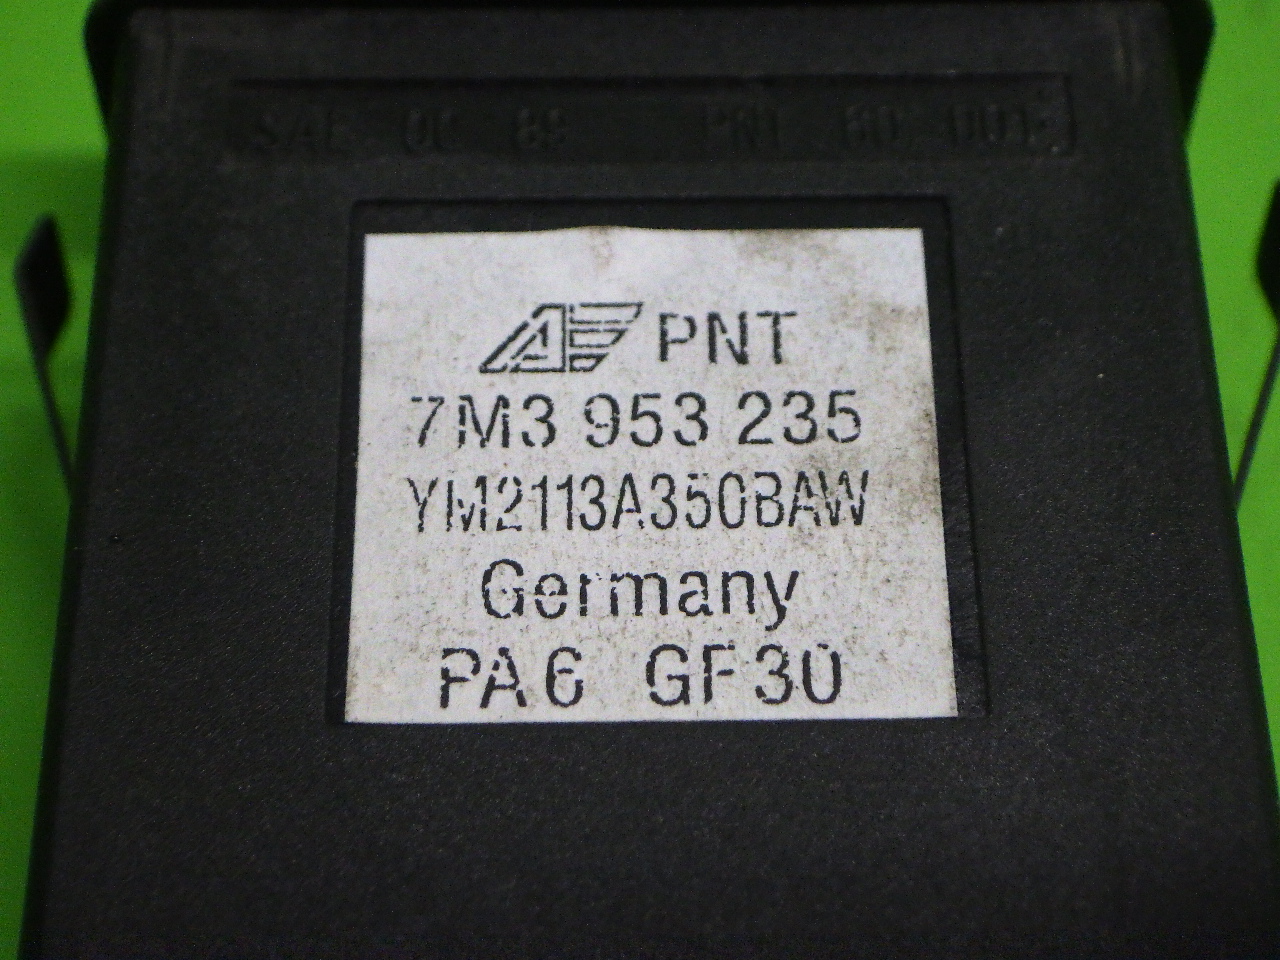 PNT
7M3 953 235
YM2113A350BAW
Germany
PA6 GF30